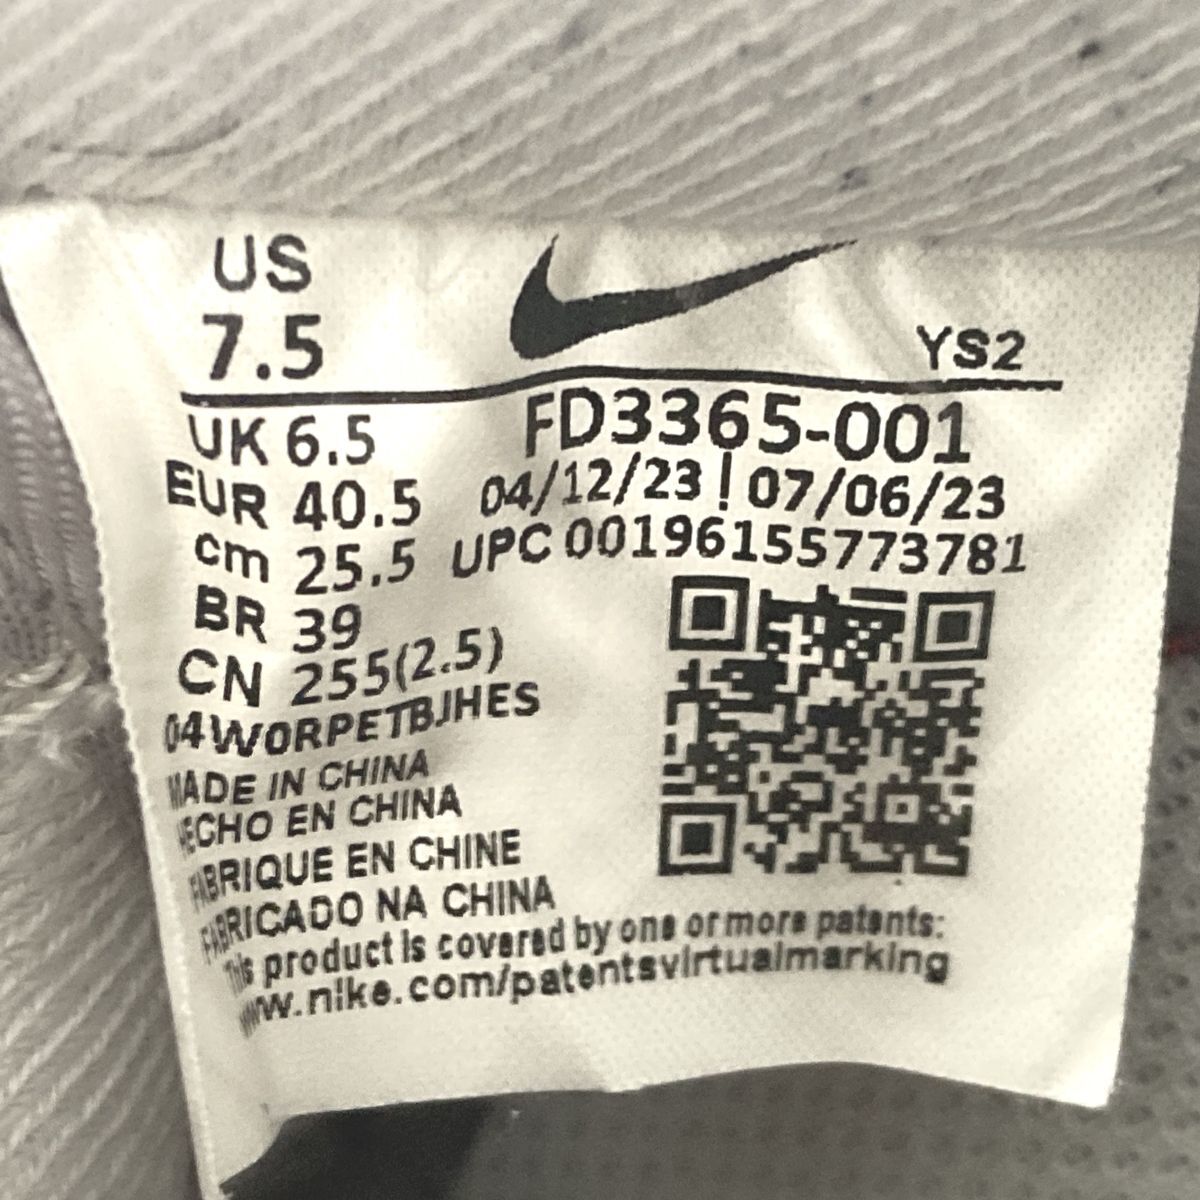 US
7.5
YS2
UK 6.5
FD3365-001
EUR 40.5
04/12/23 | 07/06/23
cm 25.5
UPC 00196155773781
BR 39
CN 255(2.5)
04WORPETBJHES
MADE IN CHINA
HECHO EN CHINA
FABRIQUE EN CHINE
FABRICADO NA CHINA
This product is covered by one or more patents:
www.nike.com/patentsvirtualmarking